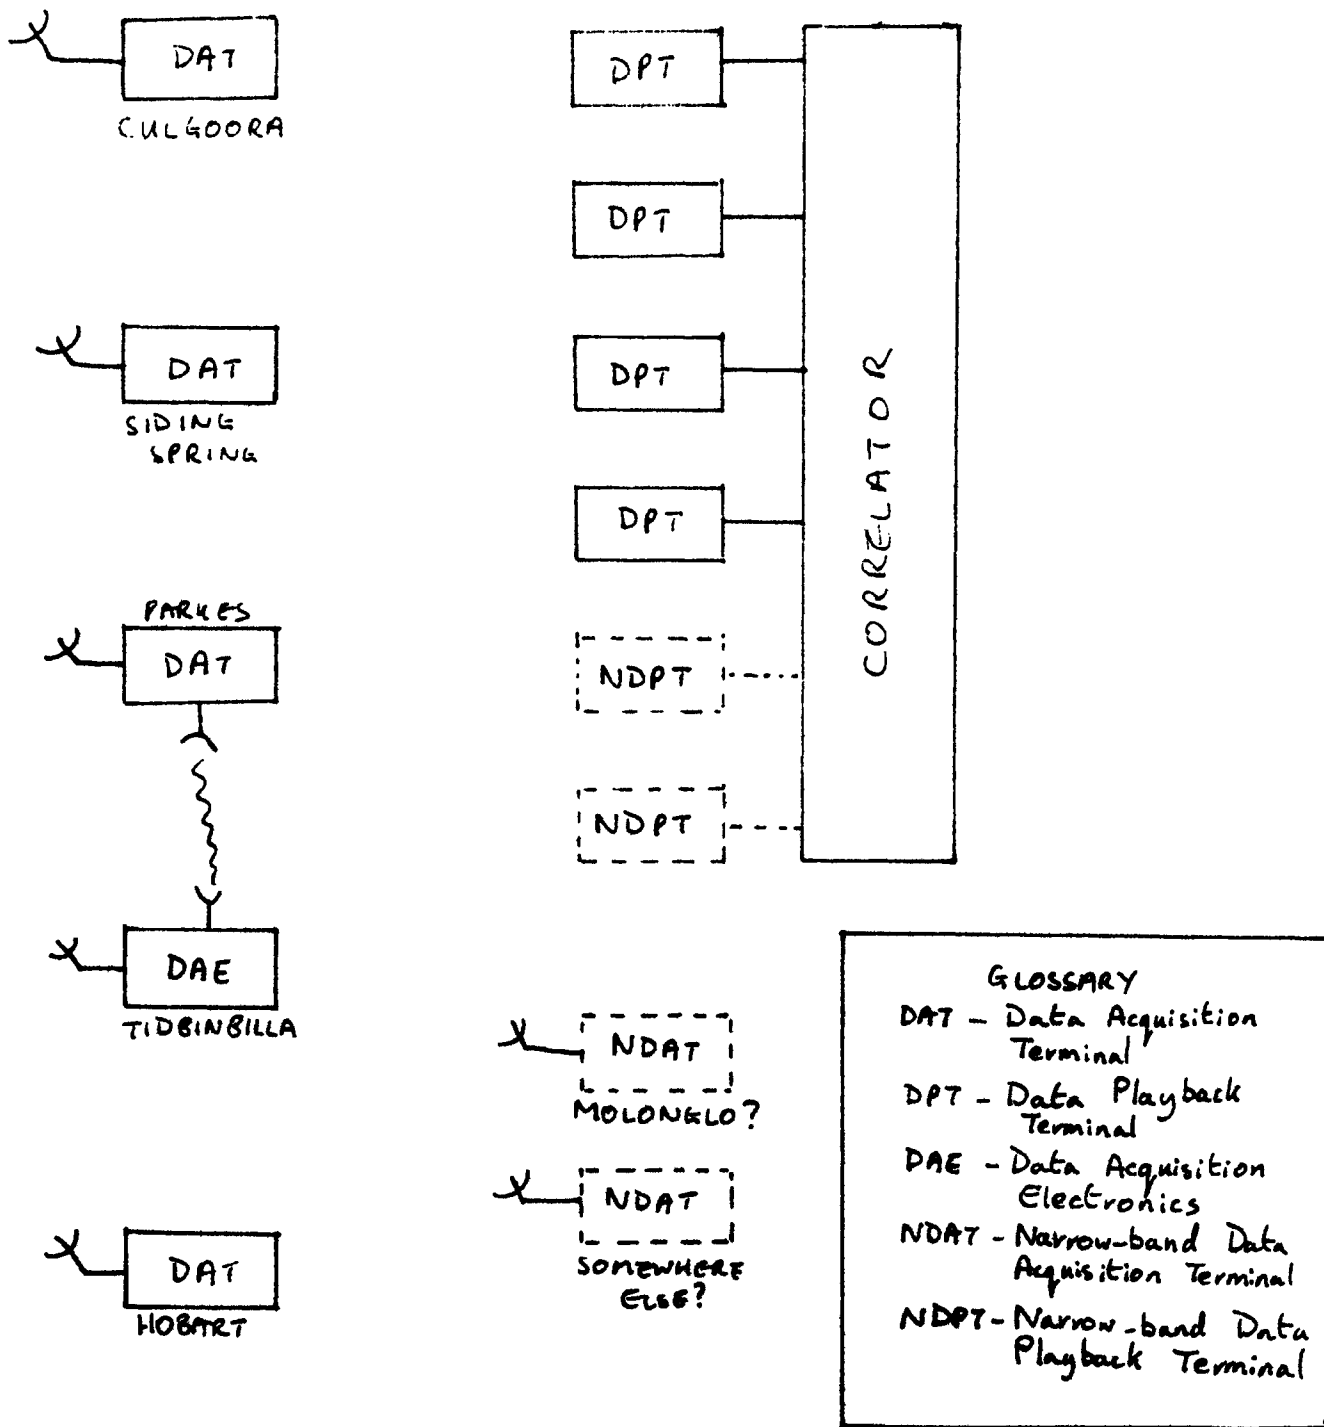 DAT
CULGOORA
DAT
SIDING
SPRING
PARKES
DAT
DAE
TIDBINBILLA
DAT
HOBART
DPT
DPT
DPT
DPT
NDPT
NDPT
CORRELATOR
NDAT
MOLONGLO?
NDAT
SOMEWHERE
ELSE?
GLOSSARY
DAT - Data Acquisition
Terminal
DPT - Data Playback
Terminal
DAE - Data Acquisition
Electronics
NDAT - Narrow-band Data
Acquisition Terminal
NDPT - Narrow-band Data
Playback Terminal